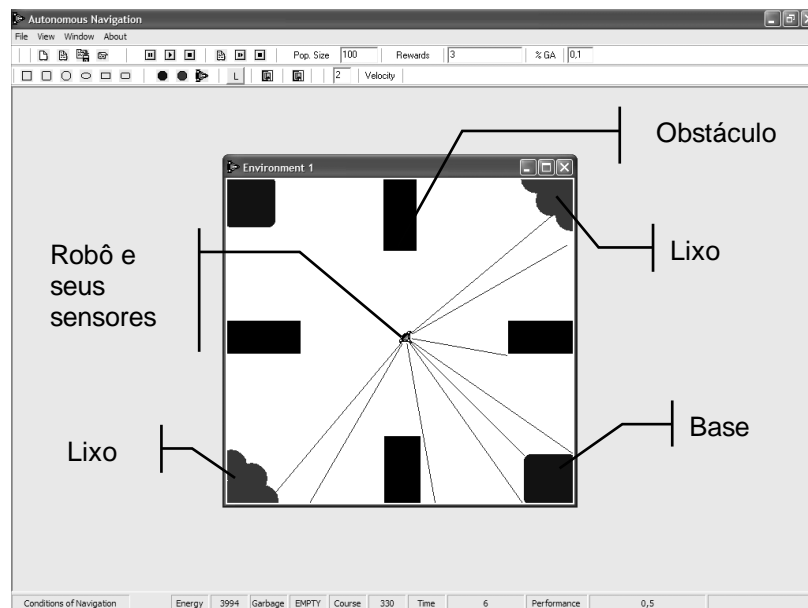 Autonomous Navigation
File View Window About
Pop. Size 100 Rewards 3 % GA 0,1
L 2 Velocity
Obstáculo
Environment 1
Lixo
Robô e
seus
sensores
Base
Lixo
Conditions of Navigation Energy 3994 Garbage EMPTY Course 330 Time 6 Performance 0,5